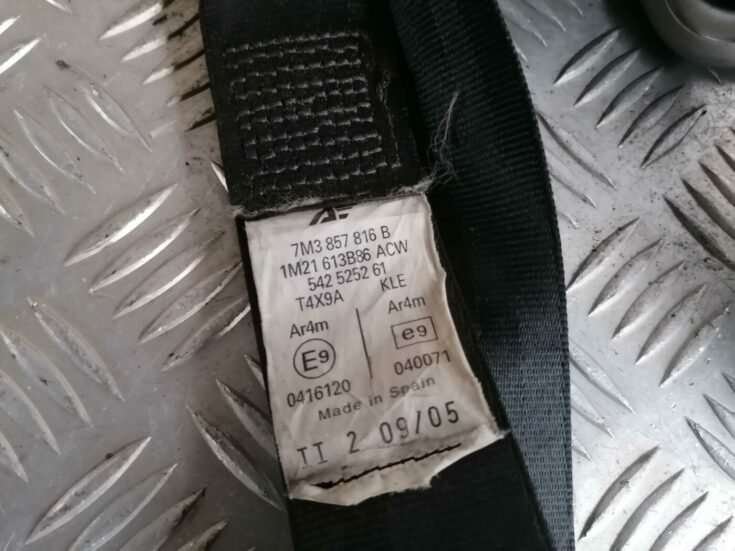 7M3 857 816 B
1M21 613B86 ACW
542 5252 61
T4X9A KLE
Ar4m Ar4m
E9 e9
0416120 040071
Made in Spain
TI 2 09/05